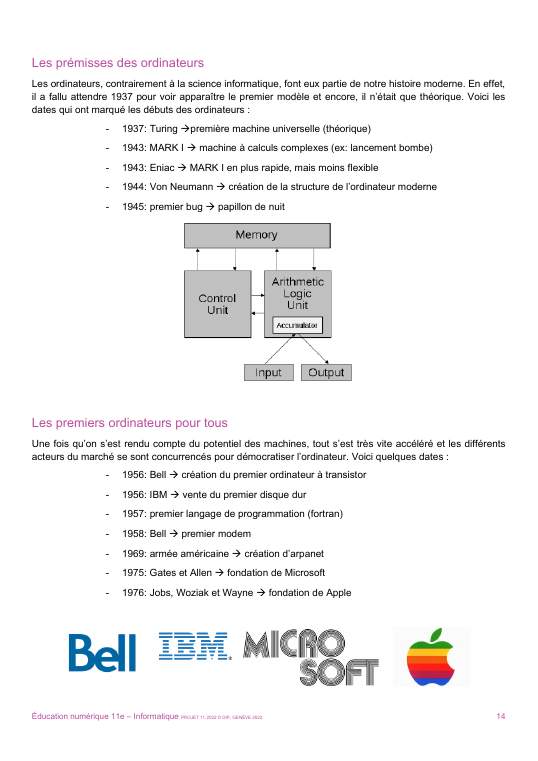 Les prémisses des ordinateurs
Les ordinateurs, contrairement à la science informatique, font eux partie de notre histoire moderne. En effet,
il a fallu attendre 1937 pour voir apparaître le premier modèle et encore, il n’était que théorique. Voici les
dates qui ont marqué les débuts des ordinateurs :
- 1937: Turing →première machine universelle (théorique)
- 1943: MARK I → machine à calculs complexes (ex: lancement bombe)
- 1943: Eniac → MARK I en plus rapide, mais moins flexible
- 1944: Von Neumann → création de la structure de l’ordinateur moderne
- 1945: premier bug → papillon de nuit
Memory
Control
Unit
Arithmetic
Logic
Unit
Accumulator
Input
Output
Les premiers ordinateurs pour tous
Une fois qu’on s’est rendu compte du potentiel des machines, tout s’est très vite accéléré et les différents
acteurs du marché se sont concurrencés pour démocratiser l’ordinateur. Voici quelques dates :
- 1956: Bell → création du premier ordinateur à transistor
- 1956: IBM → vente du premier disque dur
- 1957: premier langage de programmation (fortran)
- 1958: Bell → premier modem
- 1969: armée américaine → création d’arpanet
- 1975: Gates et Allen → fondation de Microsoft
- 1976: Jobs, Woziak et Wayne → fondation de Apple
Bell
IBM
MICRO
SOFT
Éducation numérique 11e – Informatique PROJET 11.2022 © DIP, GENÈVE 2022
14